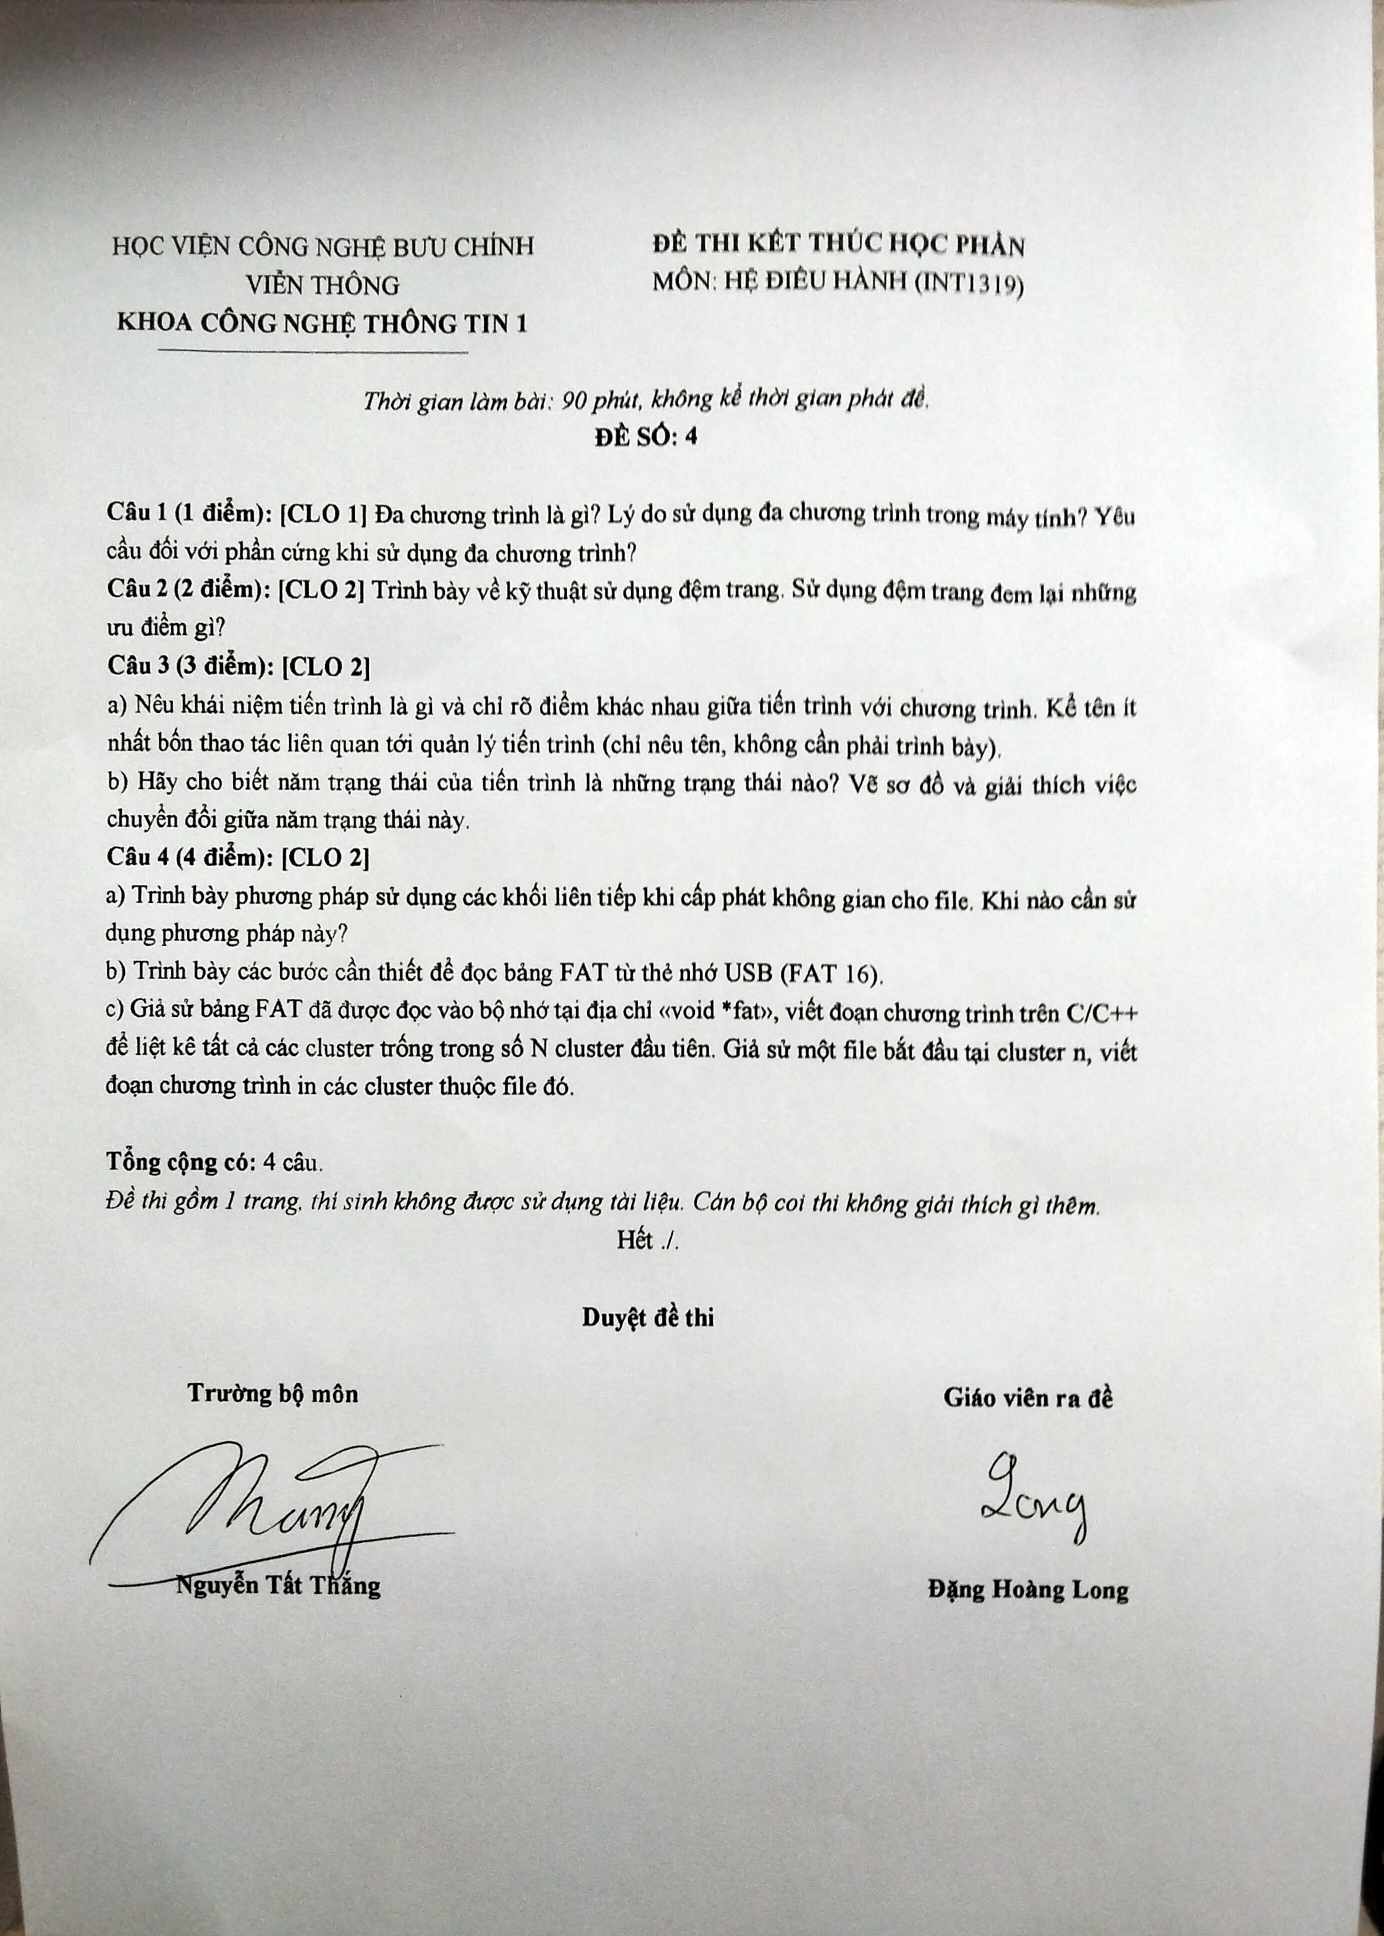 HỌC VIỆN CÔNG NGHỆ BƯU CHÍNH
VIỄN THÔNG
KHOA CÔNG NGHỆ THÔNG TIN 1
ĐỀ THI KẾT THÚC HỌC PHẦN
MÔN: HỆ ĐIỀU HÀNH (INT1319)
Thời gian làm bài: 90 phút, không kể thời gian phát đề.
ĐỀ SỐ: 4
Câu 1 (1 điểm): [CLO 1] Đa chương trình là gì? Lý do sử dụng đa chương trình trong máy tính? Yêu
cầu đối với phần cứng khi sử dụng đa chương trình?
Câu 2 (2 điểm): [CLO 2] Trình bày về kỹ thuật sử dụng đệm trang. Sử dụng đệm trang đem lại những
ưu điểm gì?
Câu 3 (3 điểm): [CLO 2]
a) Nêu khái niệm tiến trình là gì và chỉ rõ điểm khác nhau giữa tiến trình với chương trình. Kể tên ít
nhất bốn thao tác liên quan tới quản lý tiến trình (chỉ nêu tên, không cần phải trình bày).
b) Hãy cho biết năm trạng thái của tiến trình là những trạng thái nào? Vẽ sơ đồ và giải thích việc
chuyển đổi giữa năm trạng thái này.
Câu 4 (4 điểm): [CLO 2]
a) Trình bày phương pháp sử dụng các khối liên tiếp khi cấp phát không gian cho file. Khi nào cần sử
dụng phương pháp này?
b) Trình bày các bước cần thiết để đọc bảng FAT từ thẻ nhớ USB (FAT 16).
c) Giả sử bảng FAT đã được đọc vào bộ nhớ tại địa chỉ «void *fat», viết đoạn chương trình trên C/C++
để liệt kê tất cả các cluster trống trong số N cluster đầu tiên. Giả sử một file bắt đầu tại cluster n, viết
đoạn chương trình in các cluster thuộc file đó.
Tổng cộng có: 4 câu.
Đề thi gồm 1 trang, thí sinh không được sử dụng tài liệu. Cán bộ coi thi không giải thích gì thêm.
Hết ./.
Duyệt đề thi
Trường bộ môn
Giáo viên ra đề
Long
Nguyễn Tất Thắng
Đặng Hoàng Long